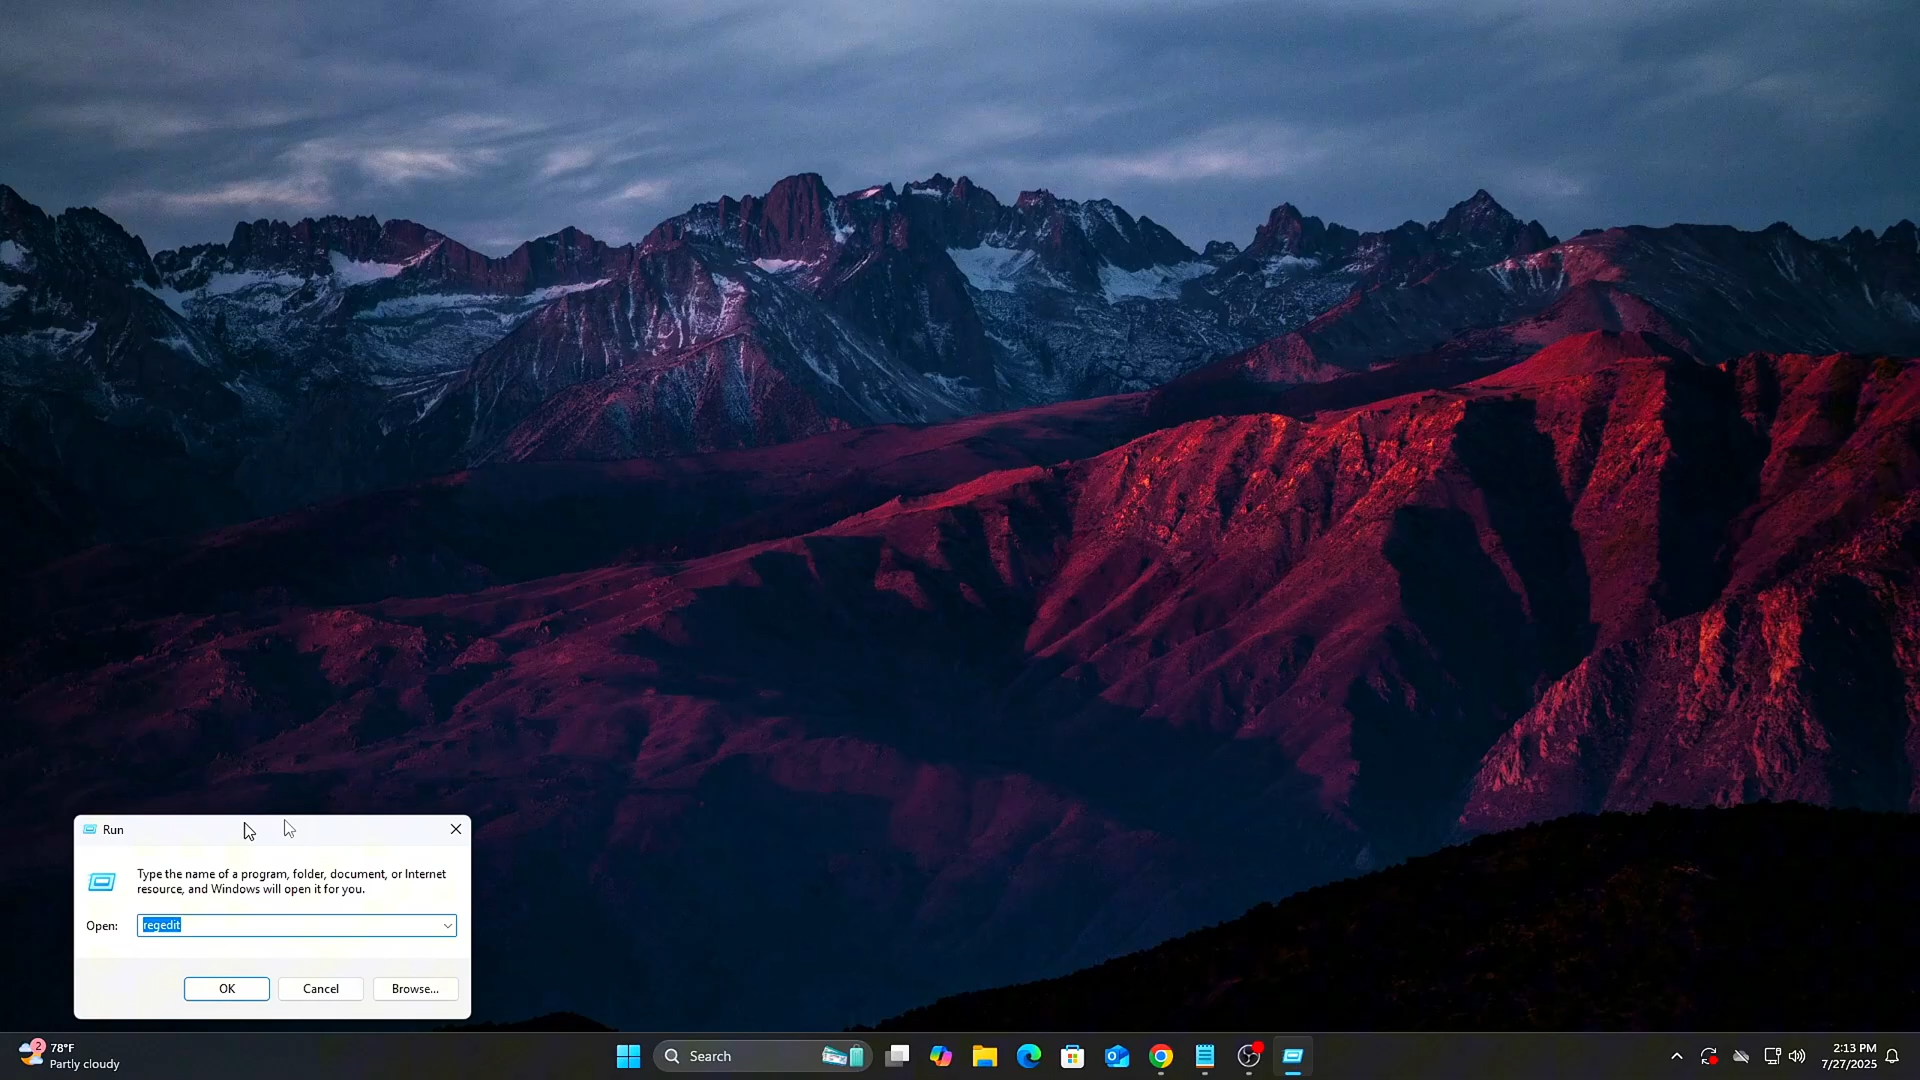 Run
Type the name of a program, folder, document, or Internet
resource, and Windows will open it for you.
Open:
regedit
OK
Cancel
Browse...
2
78°F
Partly cloudy
Search
2:13 PM
7/27/2025